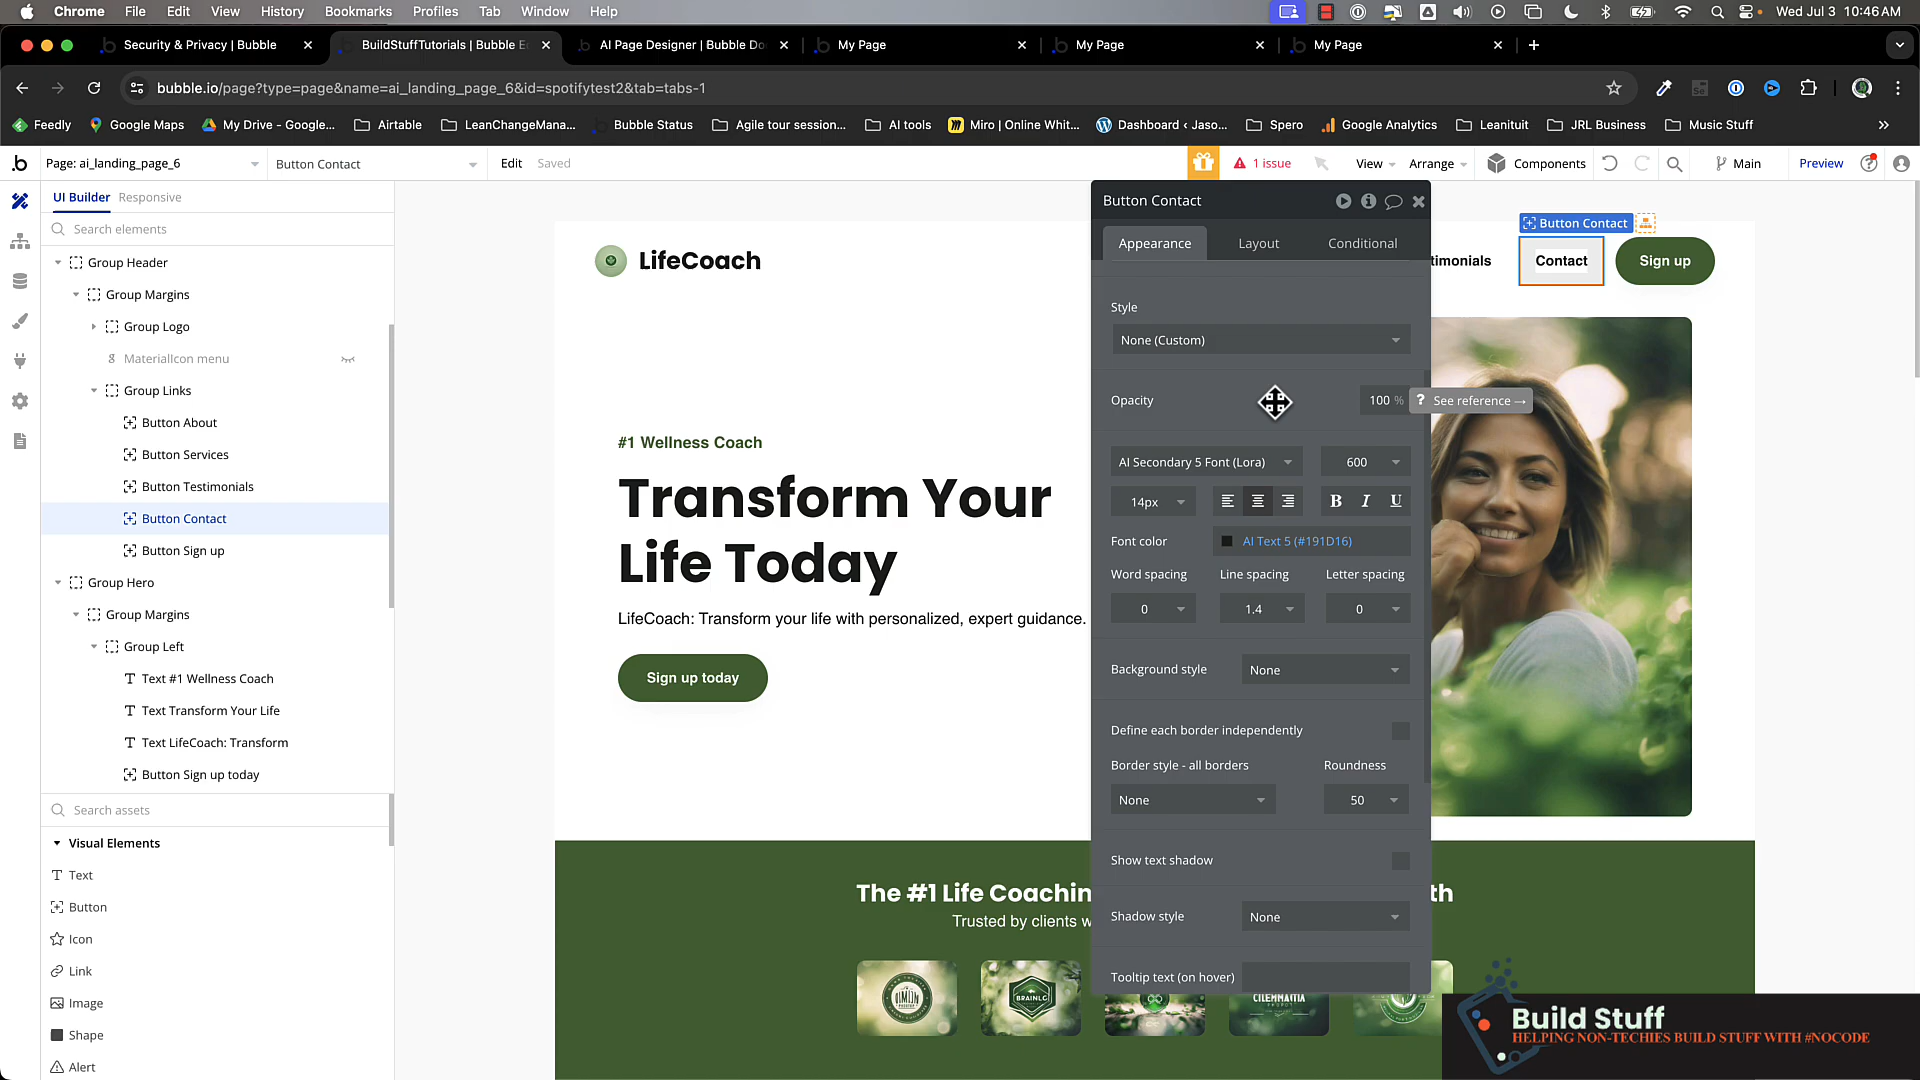 Chrome File Edit View History Bookmarks Profiles Tab Window Help Wed Jul 3 10:46 AM
Security & Privacy | Bubble
BuildStuffTutorials | Bubble E
AI Page Designer | Bubble Do
My Page
My Page
My Page
bubble.io/page?type=page&name=ai_landing_page_6&id=spotifytest2&tab=tabs-1
Feedly Google Maps My Drive - Google... Airtable LeanChangeMana... Bubble Status Agile tour session... AI tools Miro | Online Whit... Dashboard ‹ Jaso... Spero Google Analytics Leanituit JRL Business Music Stuff »
Page: ai_landing_page_6 Button Contact Edit Saved 1 issue View Arrange Components Main Preview
UI Builder Responsive
Search elements
Group Header
Group Margins
Group Logo
MaterialIcon menu
Group Links
Button About
Button Services
Button Testimonials
Button Contact
Button Sign up
Group Hero
Group Margins
Group Left
Text #1 Wellness Coach
Text Transform Your Life
Text LifeCoach: Transform
Button Sign up today
Search assets
Visual Elements
Text
Button
Icon
Link
Image
Shape
Alert
LifeCoach
#1 Wellness Coach
Transform Your
Life Today
LifeCoach: Transform your life with personalized, expert guidance.
Sign up today
The #1 Life Coachin
Trusted by clients w
BRAINLG
th
Button Contact
Appearance Layout Conditional
Style
None (Custom)
Opacity 100 %
? See reference →
AI Secondary 5 Font (Lora) 600
14px B I U
Font color AI Text 5 (#191D16)
Word spacing Line spacing Letter spacing
0 1.4 0
Background style None
Define each border independently
Border style - all borders Roundness
None 50
Show text shadow
Shadow style None
Tooltip text (on hover)
Button Contact
timonials Contact Sign up
Build Stuff
HELPING NON-TECHIES BUILD STUFF WITH #NOCODE